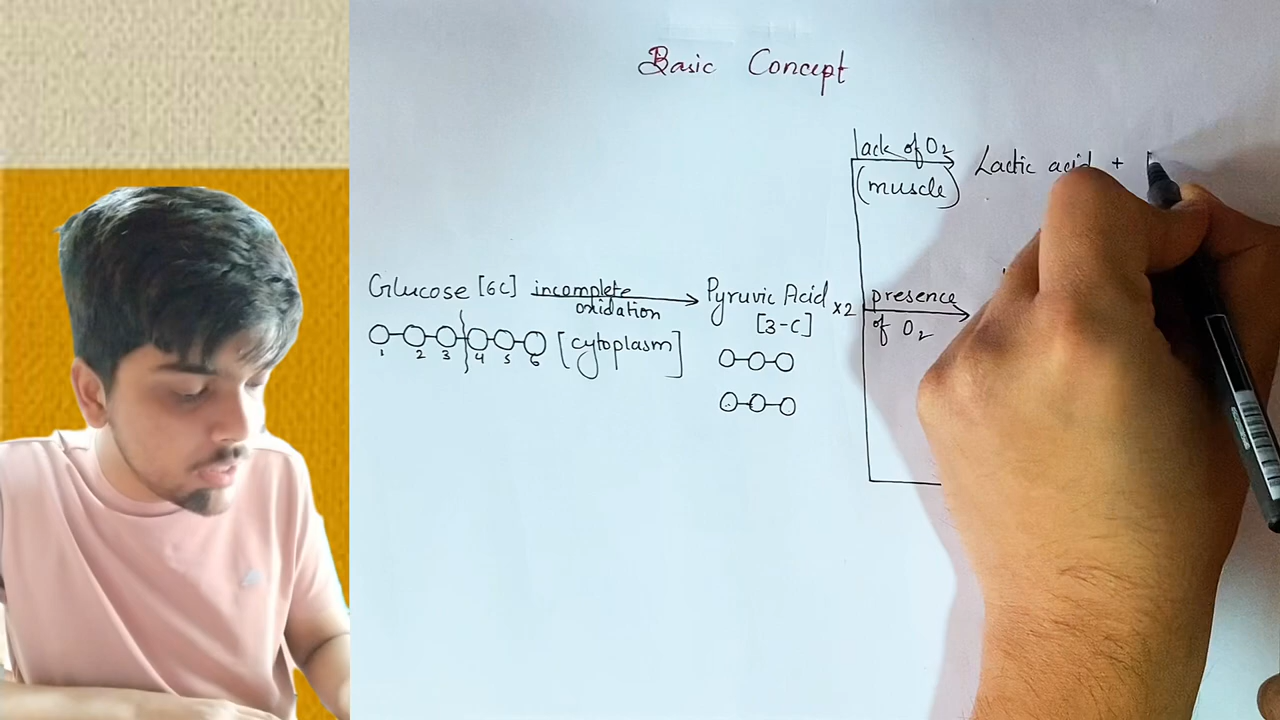 Basic Concept
lack of O2
(muscle)
Lactic acid +
Glucose [6C] incomplete oxidation
[cytoplasm]
1 2 3 4 5 6
Pyruvic Acid ×2
[3-C]
presence
of O2